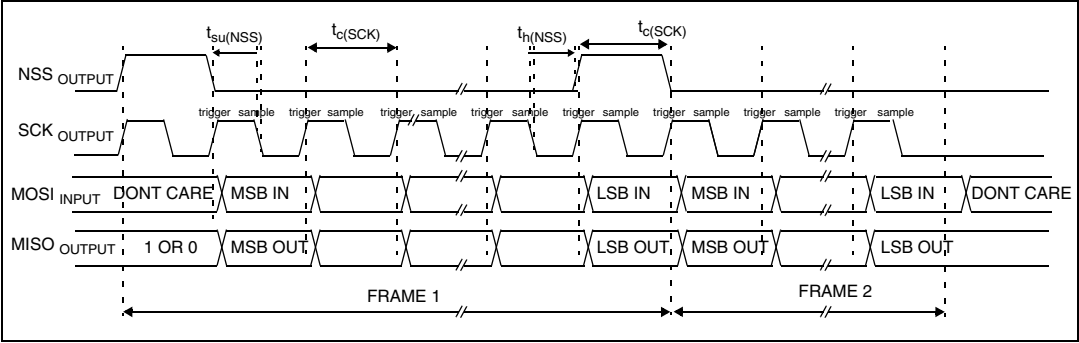 tsu(NSS) tc(SCK) th(NSS) tc(SCK)
NSS OUTPUT
trigger sample trigger sample trigger sample trigger sample trigger sample trigger sample trigger sample trigger sample
SCK OUTPUT
MOSI INPUT DONT CARE MSB IN LSB IN MSB IN LSB IN DONT CARE
MISO OUTPUT 1 OR 0 MSB OUT LSB OUT MSB OUT LSB OUT
FRAME 1 FRAME 2